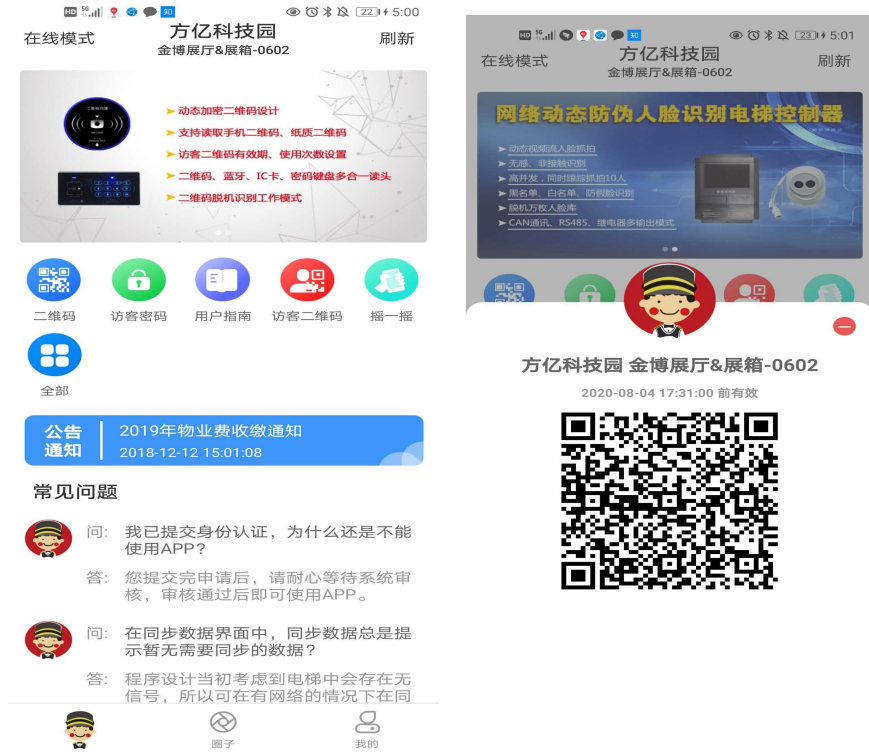 HD 5G 知 22 5:00
在线模式
方亿科技园
金博展厅&展箱-0602
刷新
动态加密二维码设计
支持读取手机二维码、纸质二维码
访客二维码有效期、使用次数设置
二维码、蓝牙、IC卡、密码键盘多合一读头
二维码脱机识别工作模式
二维码
访客密码
用户指南
访客二维码
摇一摇
全部
公告
通知
2019年物业费收缴通知
2018-12-12 15:01:08
常见问题
问: 我已提交身份认证，为什么还是不能
使用APP?
答: 您提交完申请后，请耐心等待系统审
核，审核通过后即可使用APP。
问: 在同步数据界面中，同步数据总是提
示暂无需要同步的数据?
答: 程序设计当初考虑到电梯中会存在无
信号，所以可在有网络的情况下在同
圈子
我的
HD 5G 知 23 5:01
在线模式
方亿科技园
金博展厅&展箱-0602
刷新
网络动态防伪人脸识别电梯控制器
动态视频流人脸抓拍
无感、非接触识别
高并发，同时跟踪抓拍10人
黑名单、白名单、防假脸识别
脱机万枚人脸库
CAN通讯、RS485、继电器多输出模式
方亿科技园 金博展厅&展箱-0602
2020-08-04 17:31:00 前有效